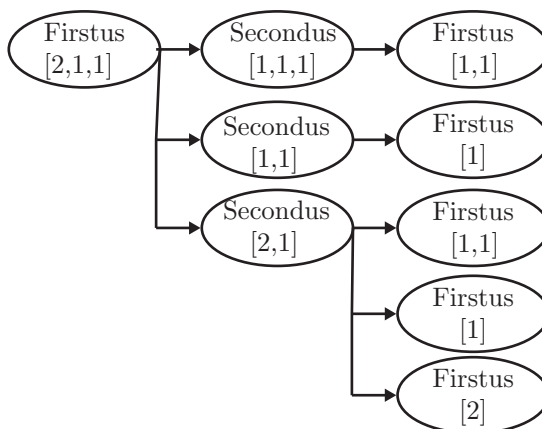 Firstus
[2,1,1]
Secondus
[1,1,1]
Firstus
[1,1]
Secondus
[1,1]
Firstus
[1]
Secondus
[2,1]
Firstus
[1,1]
Firstus
[1]
Firstus
[2]